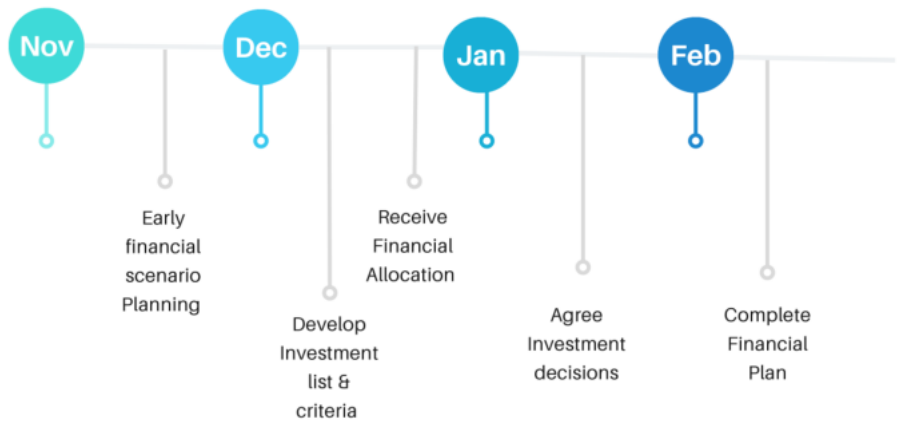 Nov
Dec
Jan
Feb
Early
financial
scenario
Planning
Develop
Investment
list &
criteria
Receive
Financial
Allocation
Agree
Investment
decisions
Complete
Financial
Plan